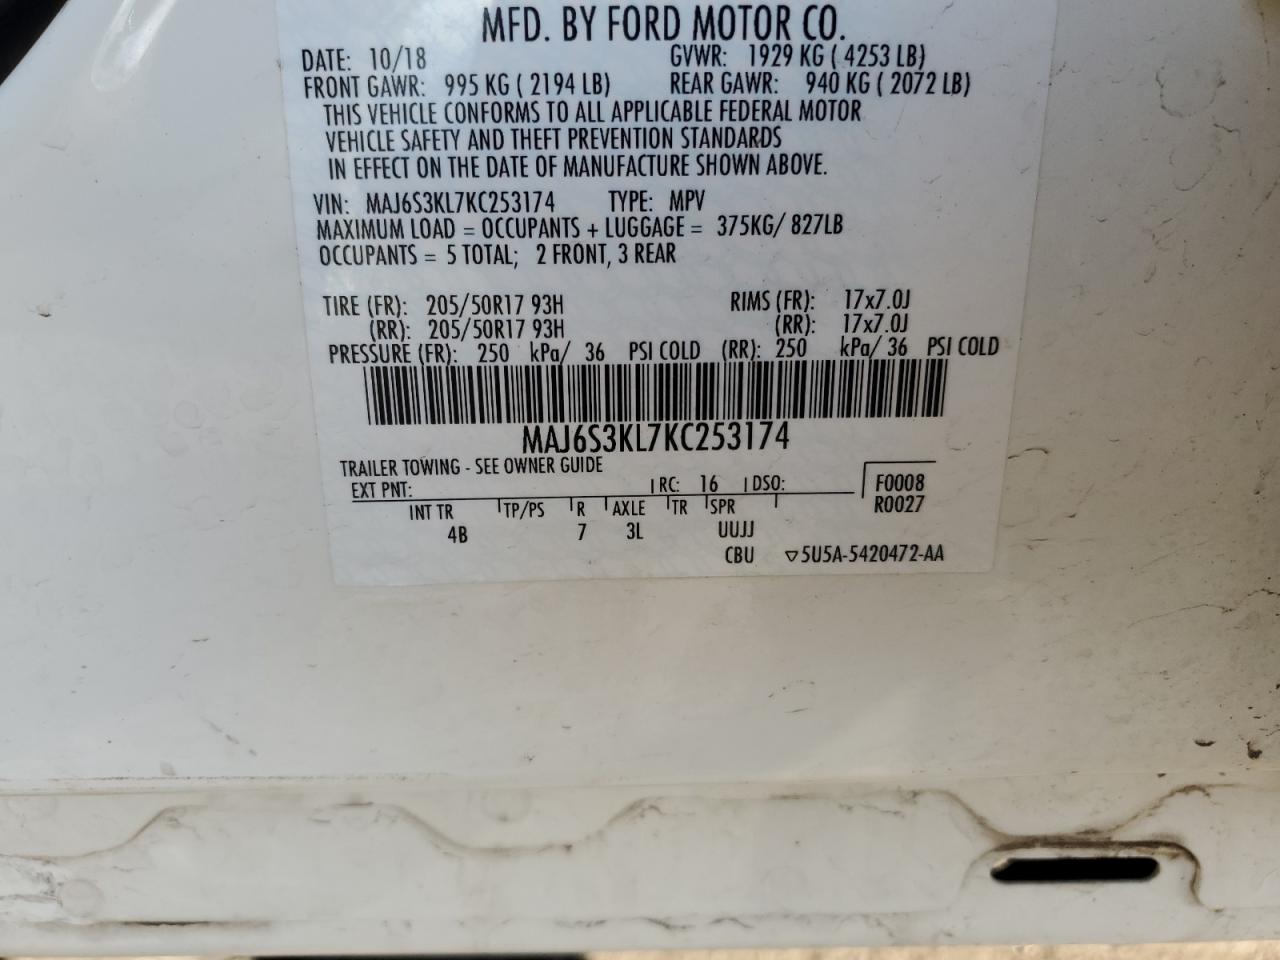 MFD. BY FORD MOTOR CO.
DATE: 10/18 GVWR: 1929 KG ( 4253 LB)
FRONT GAWR: 995 KG ( 2194 LB) REAR GAWR: 940 KG ( 2072 LB)
THIS VEHICLE CONFORMS TO ALL APPLICABLE FEDERAL MOTOR
VEHICLE SAFETY AND THEFT PREVENTION STANDARDS
IN EFFECT ON THE DATE OF MANUFACTURE SHOWN ABOVE.
VIN: MAJ6S3KL7KC253174 TYPE: MPV
MAXIMUM LOAD = OCCUPANTS + LUGGAGE = 375KG/ 827LB
OCCUPANTS = 5 TOTAL; 2 FRONT, 3 REAR
TIRE (FR): 205/50R17 93H RIMS (FR): 17x7.0J
(RR): 205/50R17 93H (RR): 17x7.0J
PRESSURE (FR): 250 kPa/ 36 PSI COLD (RR): 250 kPa/ 36 PSI COLD
MAJ6S3KL7KC253174
TRAILER TOWING - SEE OWNER GUIDE
EXT PNT: RC: 16 DSO: F0008
R0027
INT TR TP/PS R AXLE TR SPR
4B 7 3L UUJJ
CBU ▽5U5A-5420472-AA